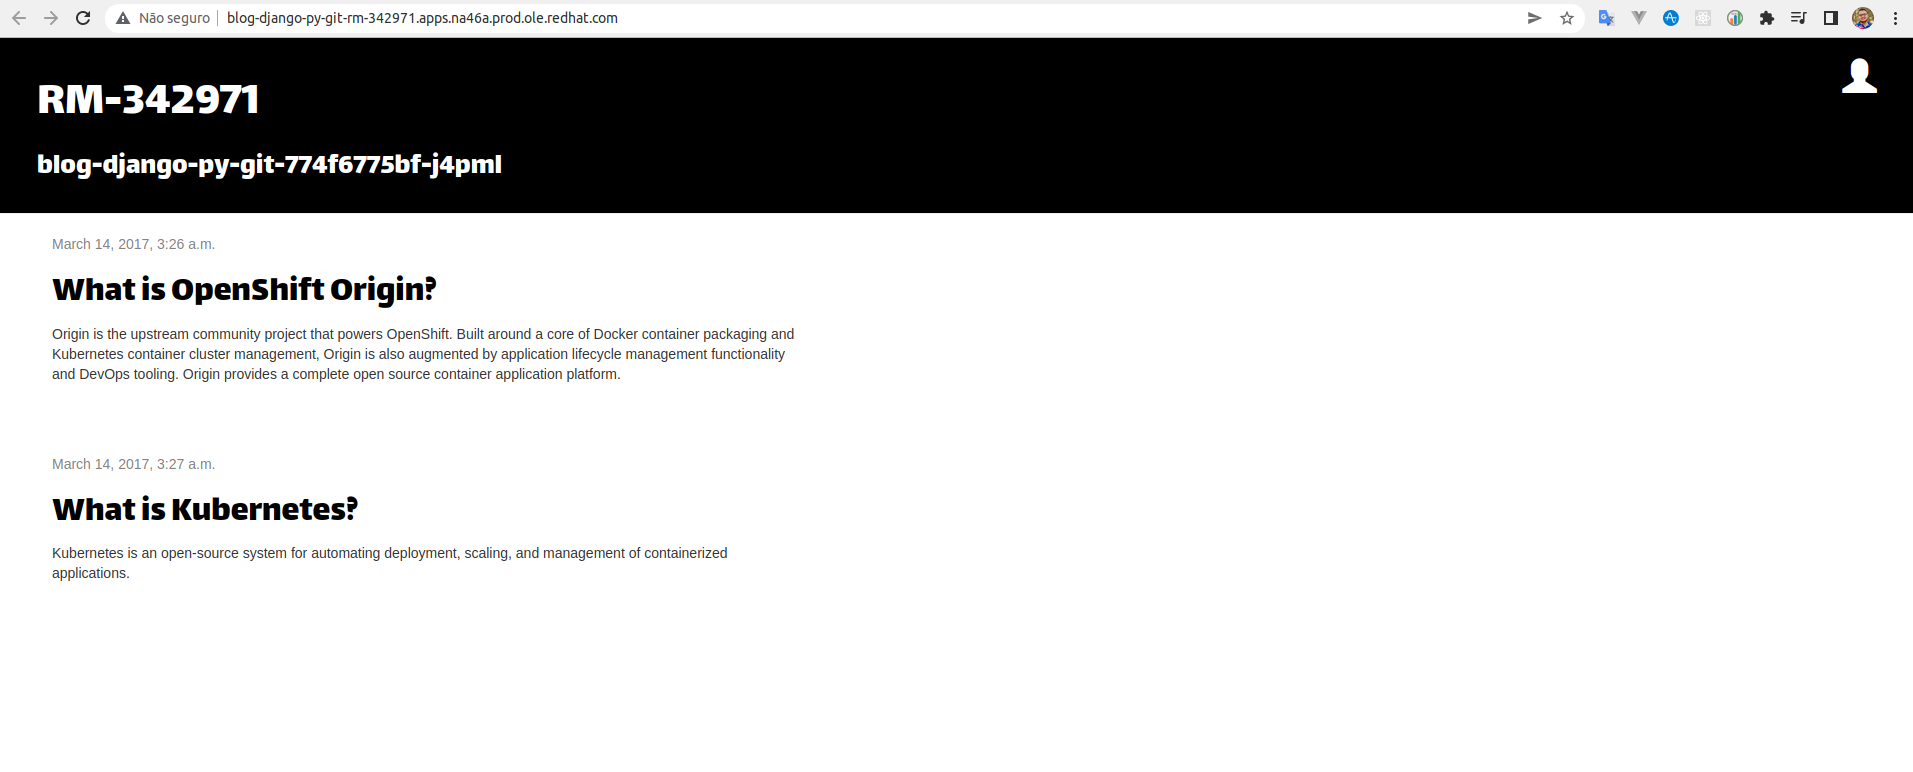 Não seguro
blog-django-py-git-rm-342971.apps.na46a.prod.ole.redhat.com
RM-342971
blog-django-py-git-774f6775bf-j4pml
March 14, 2017, 3:26 a.m.
What is OpenShift Origin?
Origin is the upstream community project that powers OpenShift. Built around a core of Docker container packaging and
Kubernetes container cluster management, Origin is also augmented by application lifecycle management functionality
and DevOps tooling. Origin provides a complete open source container application platform.
March 14, 2017, 3:27 a.m.
What is Kubernetes?
Kubernetes is an open-source system for automating deployment, scaling, and management of containerized
applications.